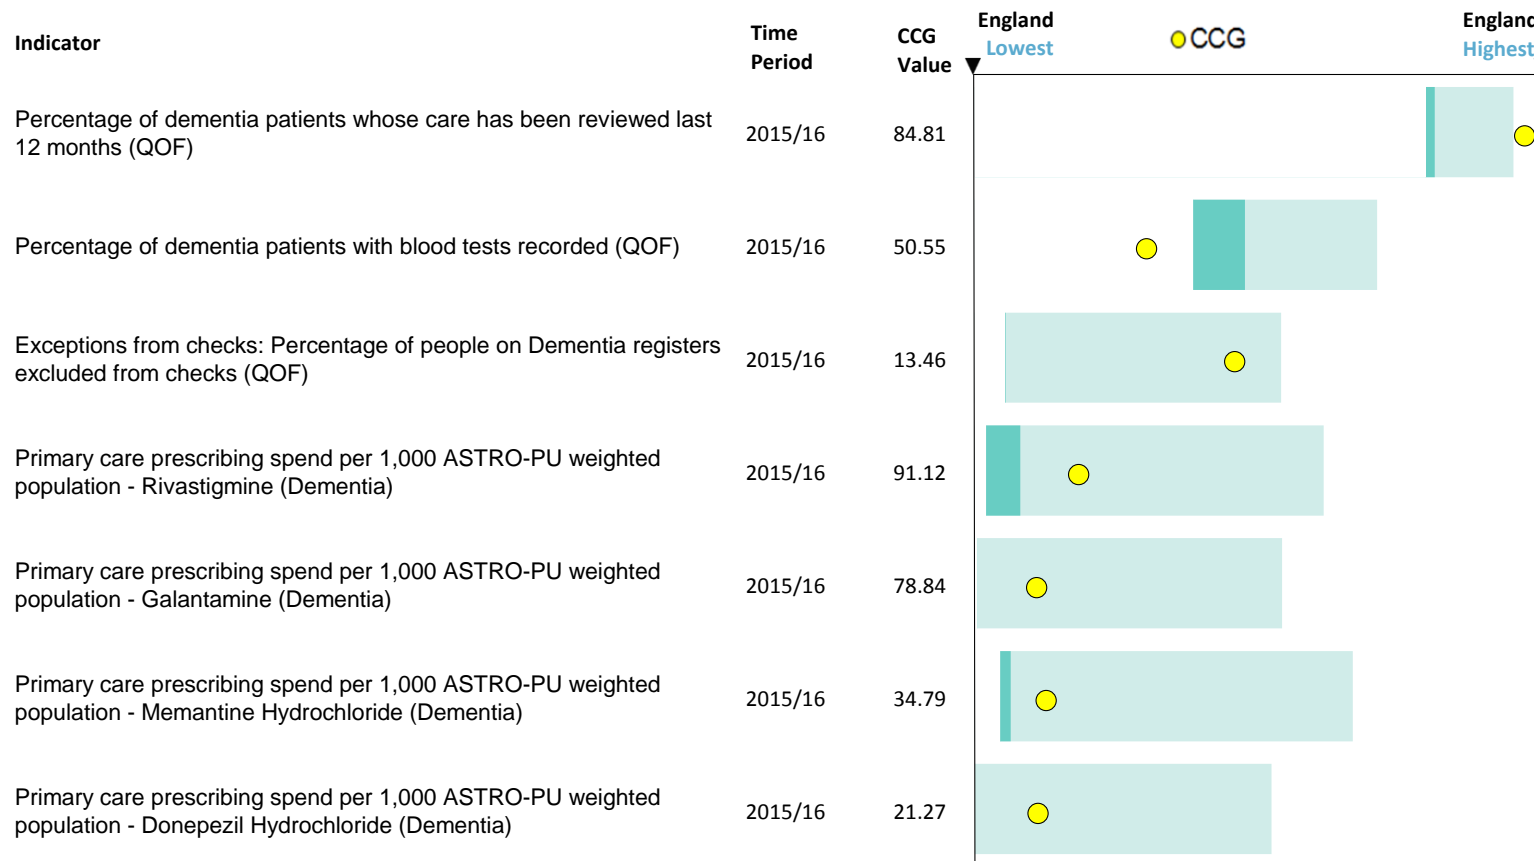 Indicator
Time
Period
CCG
Value
England
Lowest
CCG
England
Highest
Percentage of dementia patients whose care has been reviewed last
12 months (QOF)
2015/16
84.81
Percentage of dementia patients with blood tests recorded (QOF)
2015/16
50.55
Exceptions from checks: Percentage of people on Dementia registers
excluded from checks (QOF)
2015/16
13.46
Primary care prescribing spend per 1,000 ASTRO-PU weighted
population - Rivastigmine (Dementia)
2015/16
91.12
Primary care prescribing spend per 1,000 ASTRO-PU weighted
population - Galantamine (Dementia)
2015/16
78.84
Primary care prescribing spend per 1,000 ASTRO-PU weighted
population - Memantine Hydrochloride (Dementia)
2015/16
34.79
Primary care prescribing spend per 1,000 ASTRO-PU weighted
population - Donepezil Hydrochloride (Dementia)
2015/16
21.27